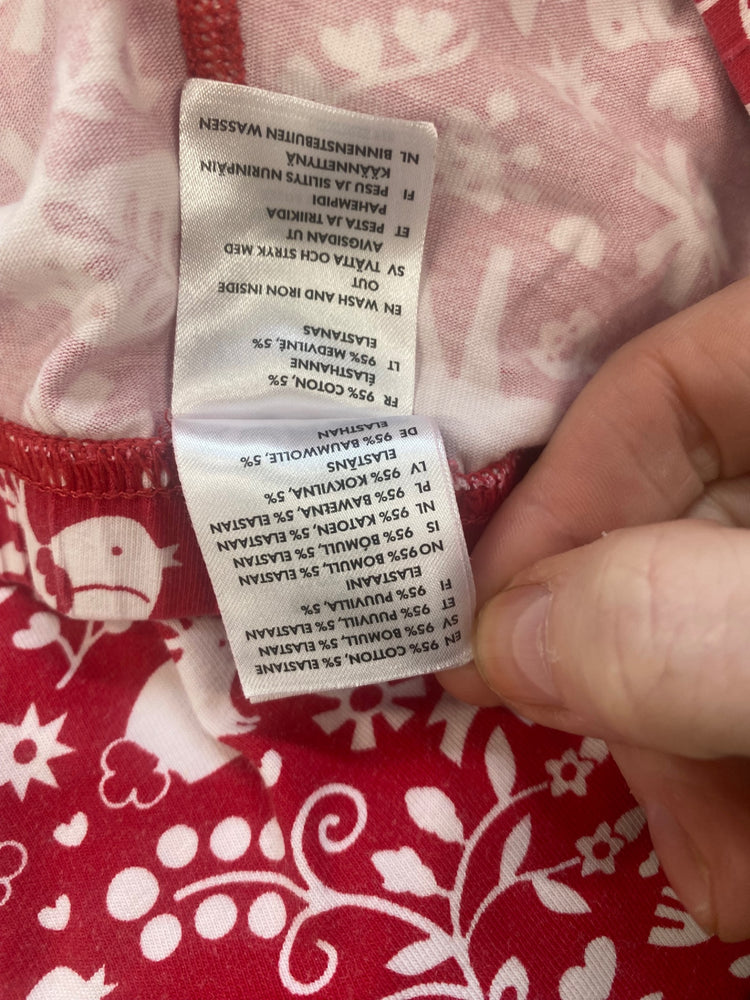 EN 95% COTTON, 5% ELASTANE
SV 95% BOMULL, 5% ELASTAN
ET 95% PUUVILL, 5% ELASTAAN
FI 95% PUUVILLA, 5%
ELASTAANI
NO 95% BOMULL, 5% ELASTAN
IS 95% BÓMULL, 5% ELASTAN
NL 95% KATOEN, 5% ELASTAAN
PL 95% BAWEŁNA, 5% ELASTAN
LV 95% KOKVILNA, 5%
ELASTĀNS
DE 95% BAUMWOLLE, 5%
ELASTHAN
FR 95% COTON, 5%
ÉLASTHANNE
LT 95% MEDVILNĖ, 5%
ELASTANAS
EN WASH AND IRON INSIDE
OUT
SV TVÄTTA OCH STRYK MED
AVIGSIDAN UT
ET PESTA JA TRIIKIDA
PAHEMPIDI
FI PESU JA SILITYS NURINPÄIN
KÄÄNNETTYNÄ
NL BINNENSTEBUITEN WASSEN